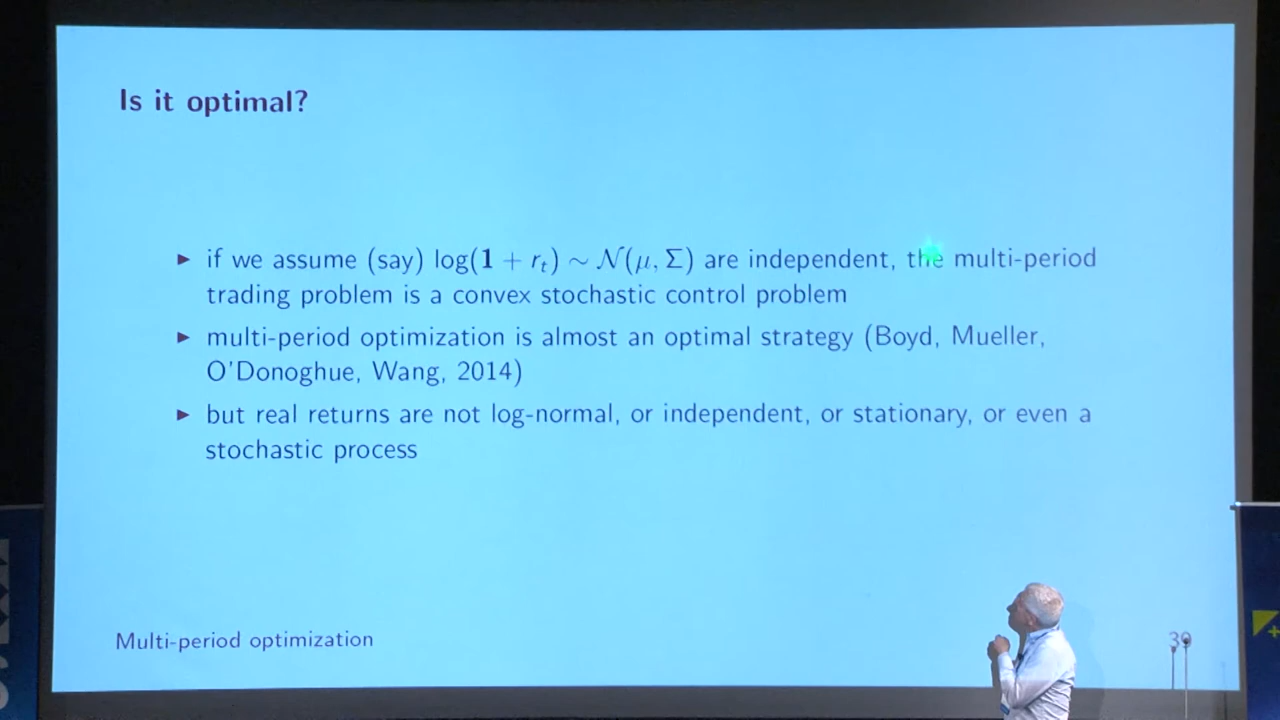 Is it optimal?
▶ if we assume (say) log(1 + r_t) ∼ N(μ, Σ) are independent, the multi-period
trading problem is a convex stochastic control problem
▶ multi-period optimization is almost an optimal strategy (Boyd, Mueller,
O'Donoghue, Wang, 2014)
▶ but real returns are not log-normal, or independent, or stationary, or even a
stochastic process
Multi-period optimization
39